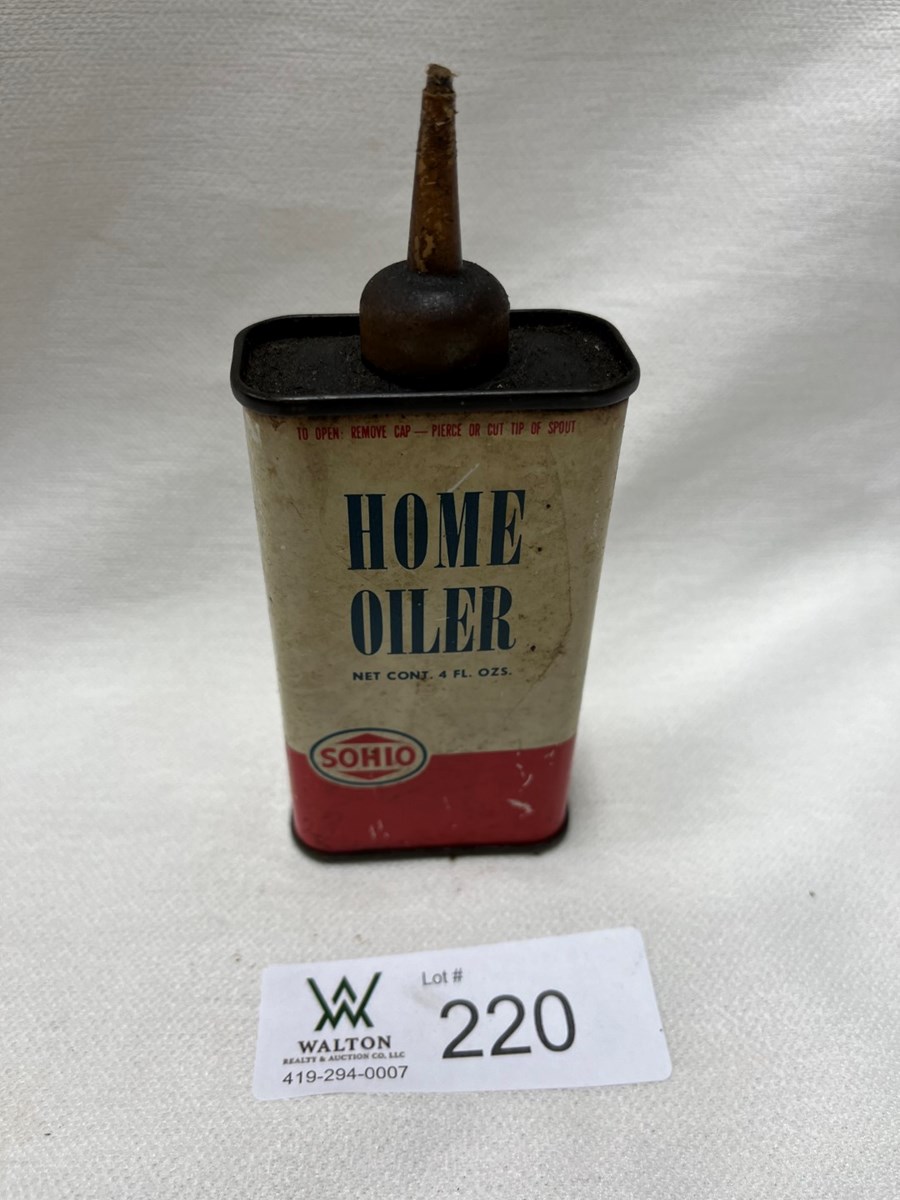 TO OPEN: REMOVE CAP — PIERCE OR CUT TIP OF SPOUT
HOME
OILER
NET CONT. 4 FL. OZS.
SOHIO
Lot #
220
WALTON
REALTY & AUCTION CO, LLC
419-294-0007